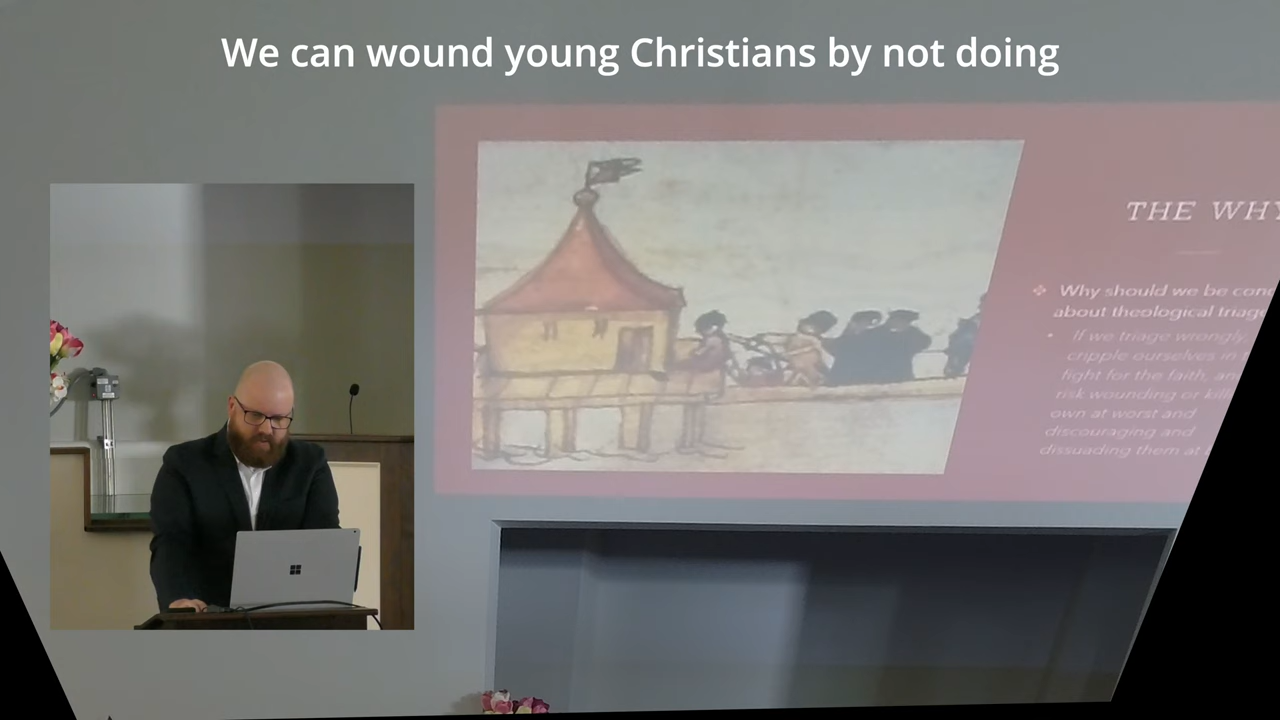 We can wound young Christians by not doing
THE WHY
Why should we be conc
about theological triage
If we triage wrongly
cripple ourselves in t
fight for the faith, an
risk wounding or kill
own at worst and
discouraging and
dissuading them at